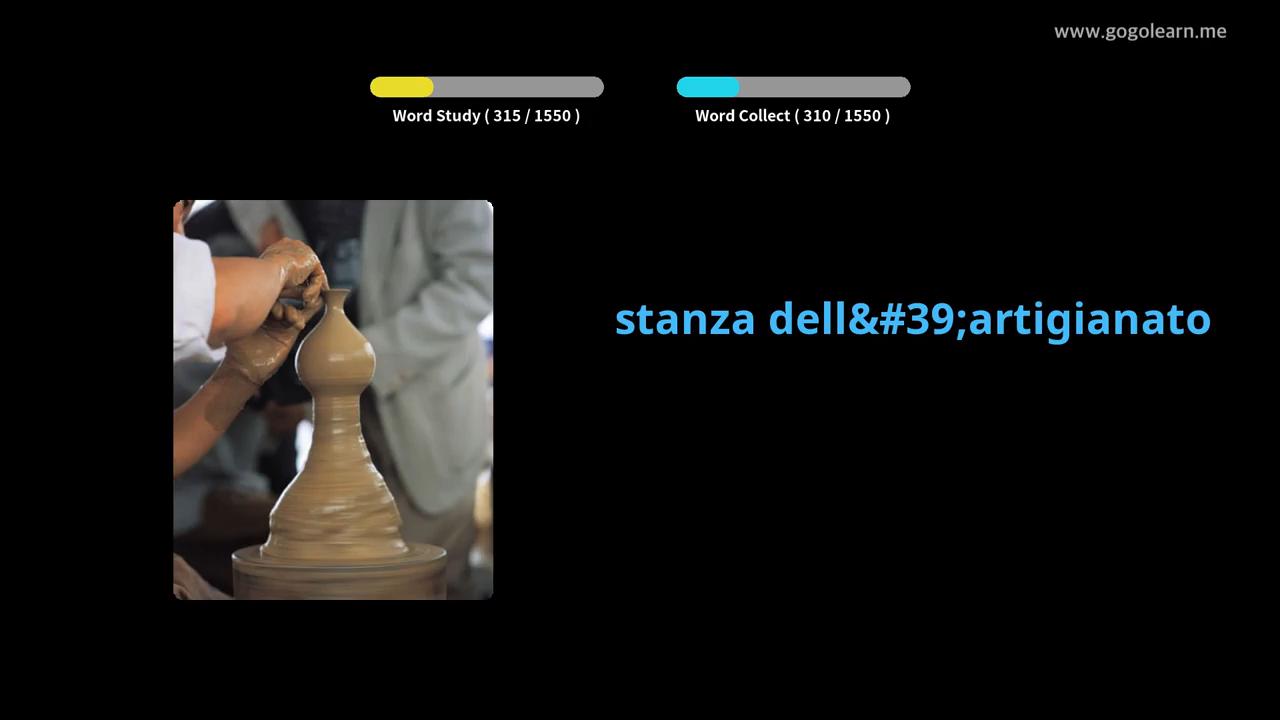 www.gogolearn.me
Word Study ( 315 / 1550 )
Word Collect ( 310 / 1550 )
stanza dell&#39;artigianato